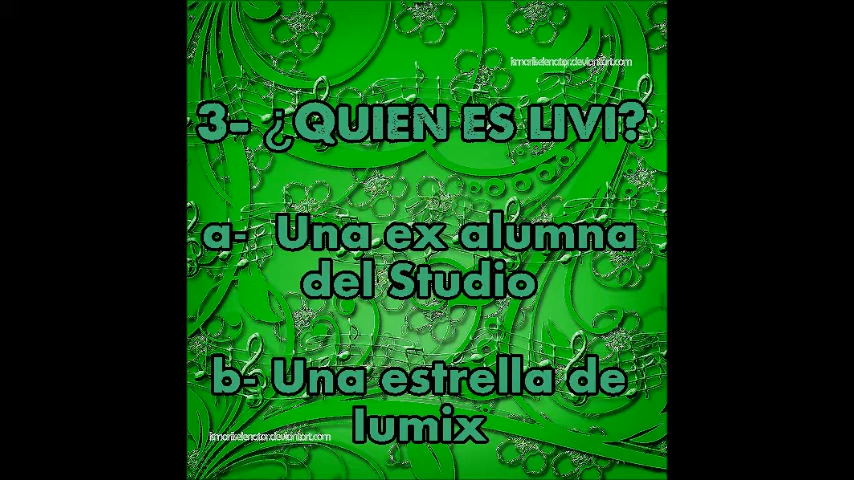 3- ¿QUIEN ES LIVI?
a- Una ex alumna
del Studio
b- Una estrella de
lumix